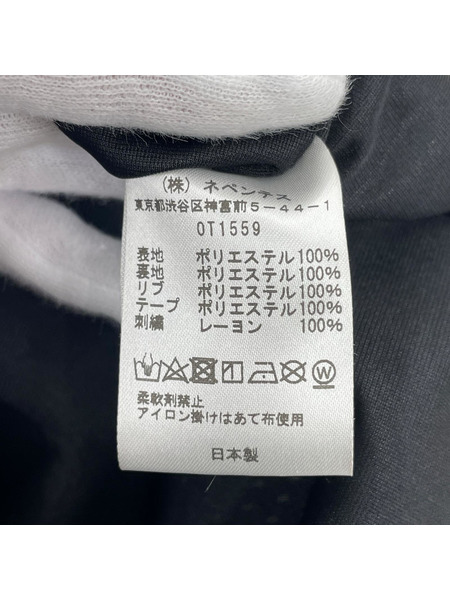 (株) ネペンテス
東京都渋谷区神宮前5-44-1
OT1559
表地 ポリエステル100%
裏地 ポリエステル100%
リブ ポリエステル100%
テープ ポリエステル100%
刺繍 レーヨン 100%
W
柔軟剤禁止
アイロン掛けはあて布使用
日本製